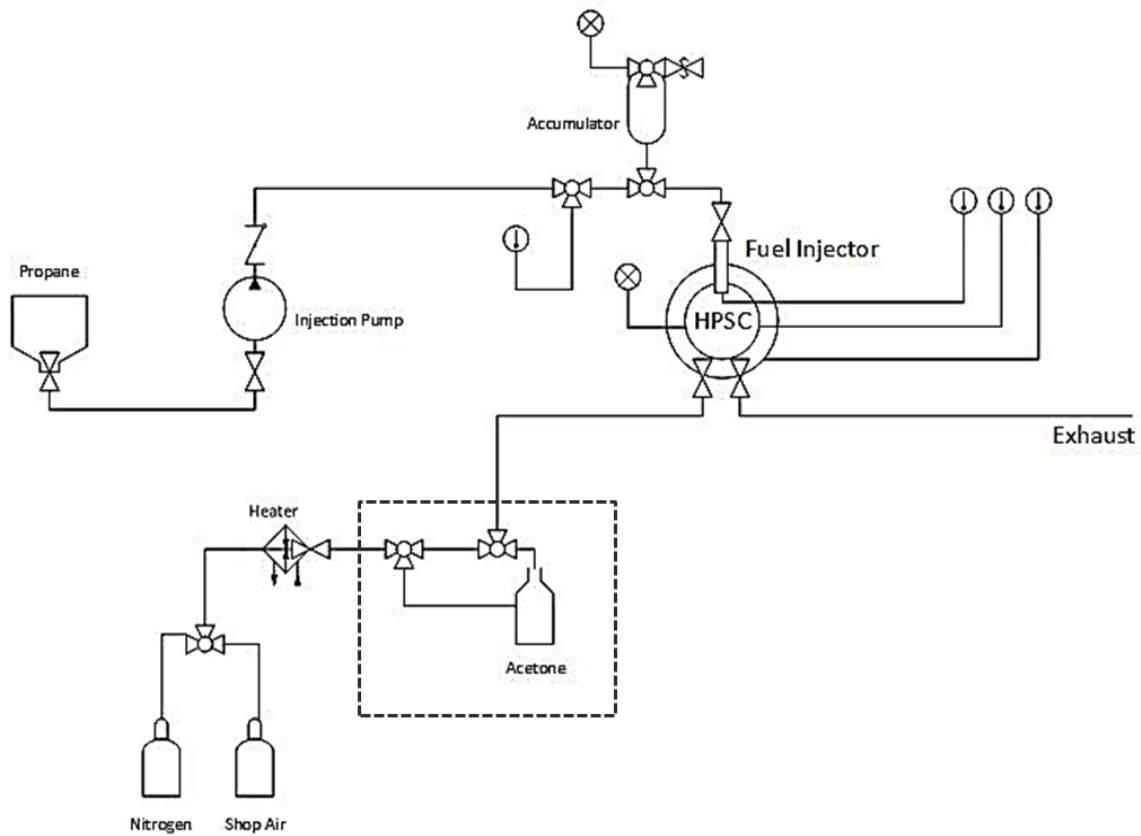 Accumulator
Propane
Injection Pump
Fuel Injector
HPSC
Exhaust
Heater
Acetone
Nitrogen
Shop Air